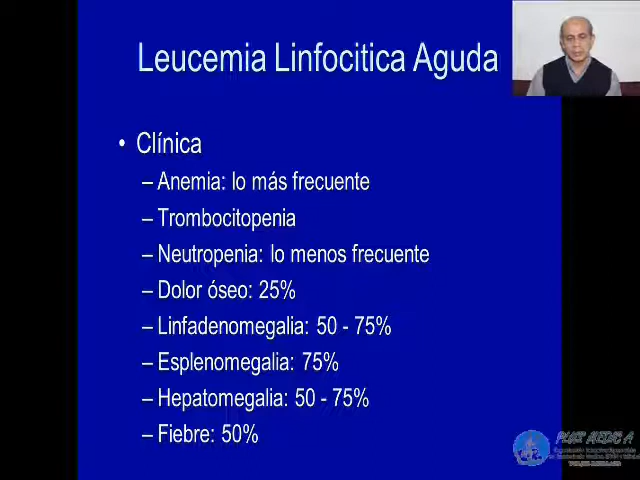 Leucemia Linfocitica Aguda
• Clínica
– Anemia: lo más frecuente
– Trombocitopenia
– Neutropenia: lo menos frecuente
– Dolor óseo: 25%
– Linfadenomegalia: 50 - 75%
– Esplenomegalia: 75%
– Hepatomegalia: 50 - 75%
– Fiebre: 50%
PLUS MEDIC A